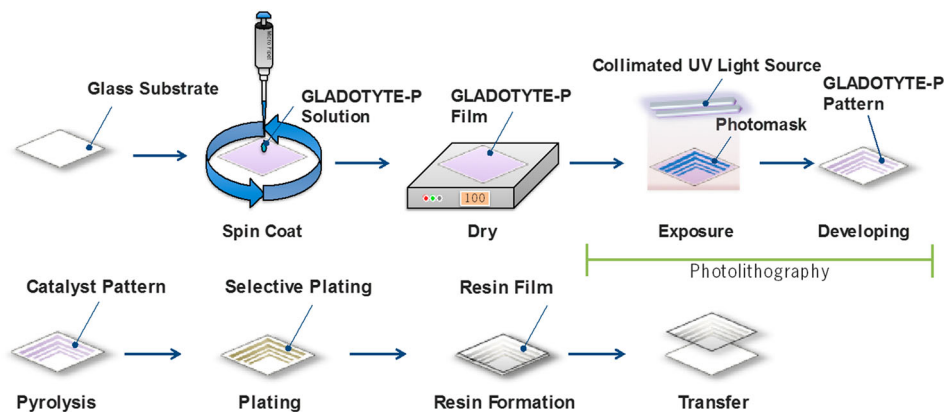 Glass Substrate
GLADOTYTE-P
Solution
GLADOTYTE-P
Film
Collimated UV Light Source
Photomask
GLADOTYTE-P
Pattern
100
Spin Coat
Dry
Exposure
Developing
Photolithography
Catalyst Pattern
Selective Plating
Resin Film
Pyrolysis
Plating
Resin Formation
Transfer